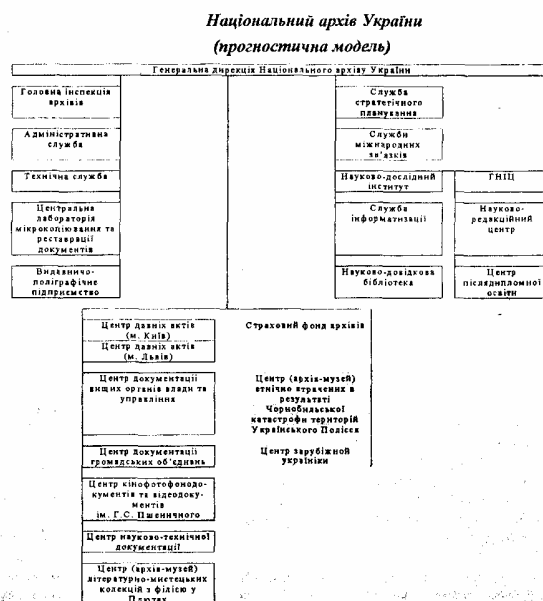 Національний архів України
(прогностична модель)
Генеральна дирекція Національного архіву України
Головна інспекція
архівів
Адміністративна
служба
Технічна служба
Центральна
лабораторія
мікрокопіювання та
реставрації
документів
Видавничо-
поліграфічне
підприємство
Служба
стратегічного
планування
Служби
міжнародних
зв'язків
Науково-дослідний
інститут
ГНІЦ
Служба
інформатизації
Науково-
редакційний
центр
Науково-довідкова
бібліотека
Центр
післядипломної
освіти
Центр давніх актів
(м. Київ)
Центр давніх актів
(м. Львів)
Центр документації
вищих органів влади та
управління
Центр документації
громадських об'єднань
Центр кінофотофонодо-
кументів та відеодоку-
ментів
ім. Г.С. Пшеничного
Центр науково-технічної
документації
Центр (архів-музей)
літературно-мистецьких
колекцій з філією у
Плютах
Страховий фонд архівів
Центр (архів-музей)
етнічно втрачених в
результаті
Чорнобильської
катастрофи територій
Українського Полісся
Центр зарубіжної
україніки